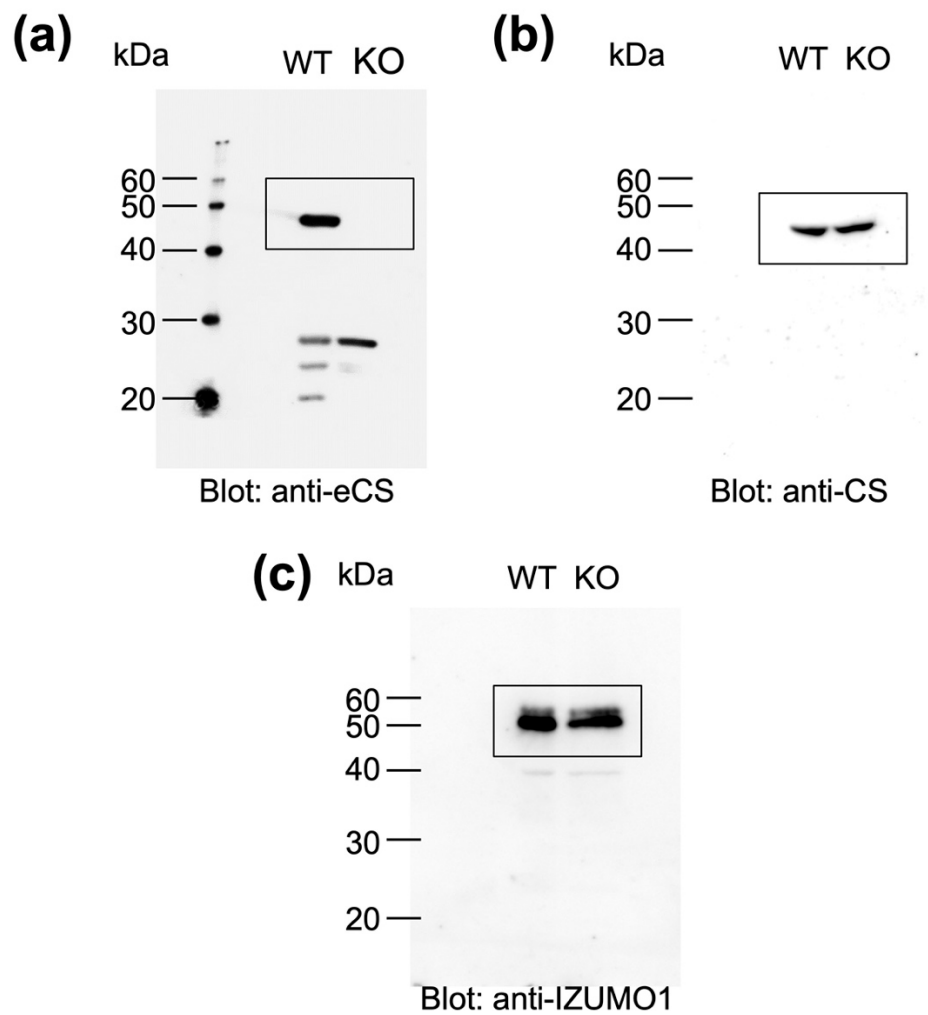 (a)
kDa
WT KO
60
50
40
30
20
Blot: anti-eCS
(b)
kDa
WT KO
60
50
40
30
20
Blot: anti-CS
(c)
kDa
WT KO
60
50
40
30
20
Blot: anti-IZUMO1